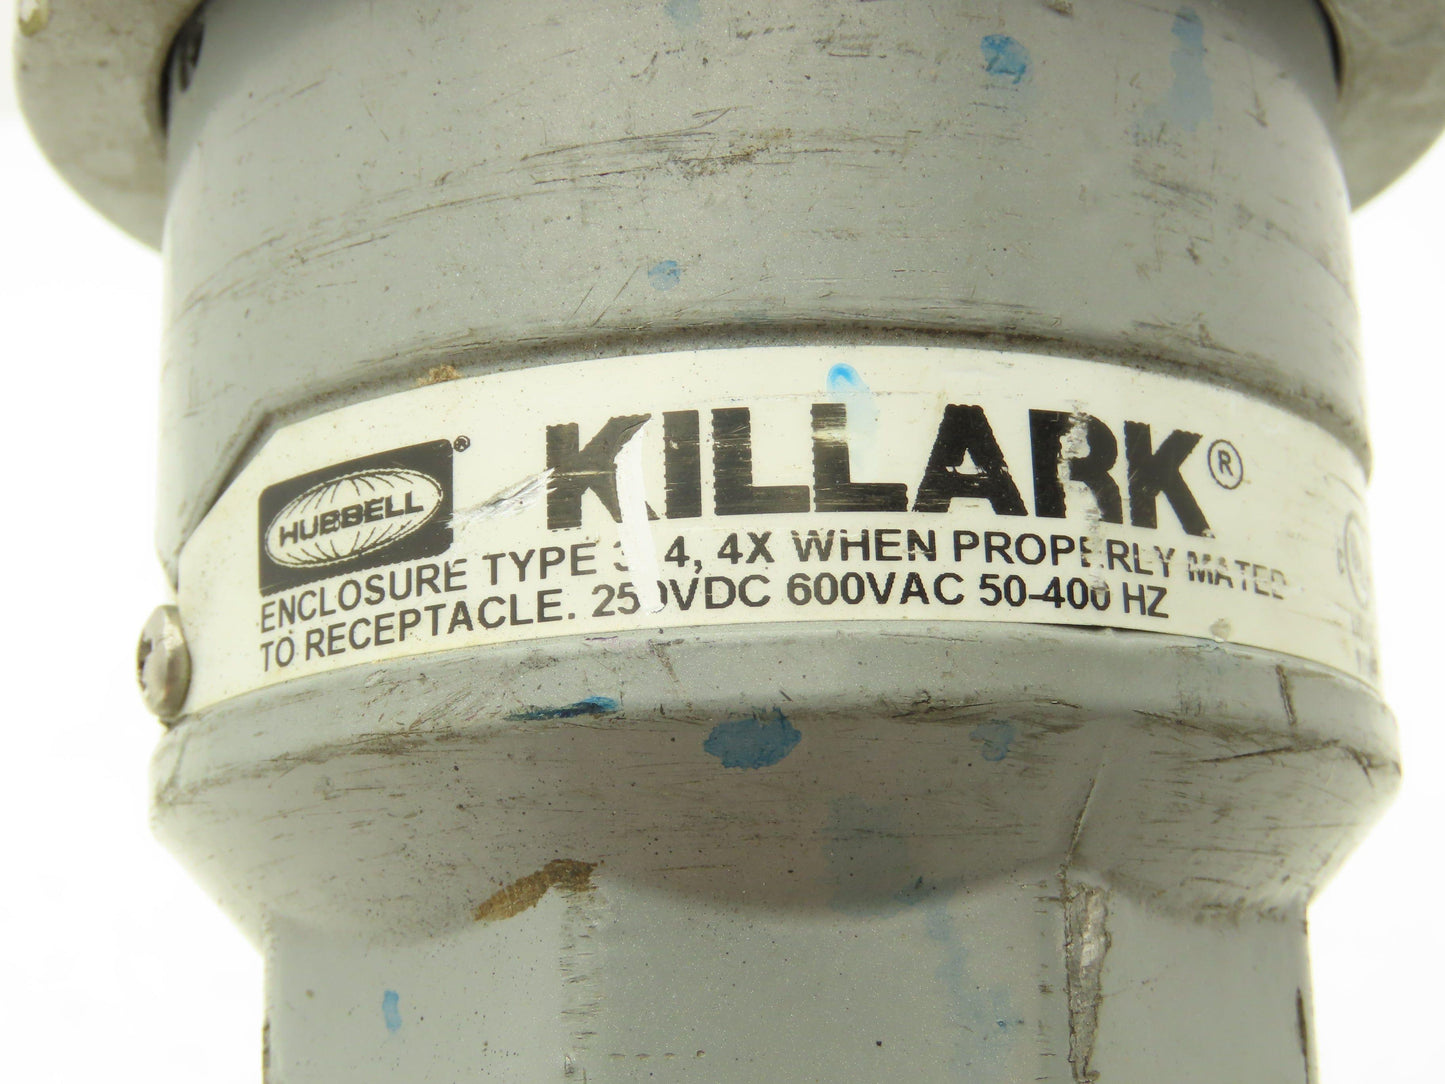 HUBBELL®
KILLARK®
ENCLOSURE TYPE 3, 4, 4X WHEN PROPERLY MATED
TO RECEPTACLE. 250VDC 600VAC 50-400 HZ